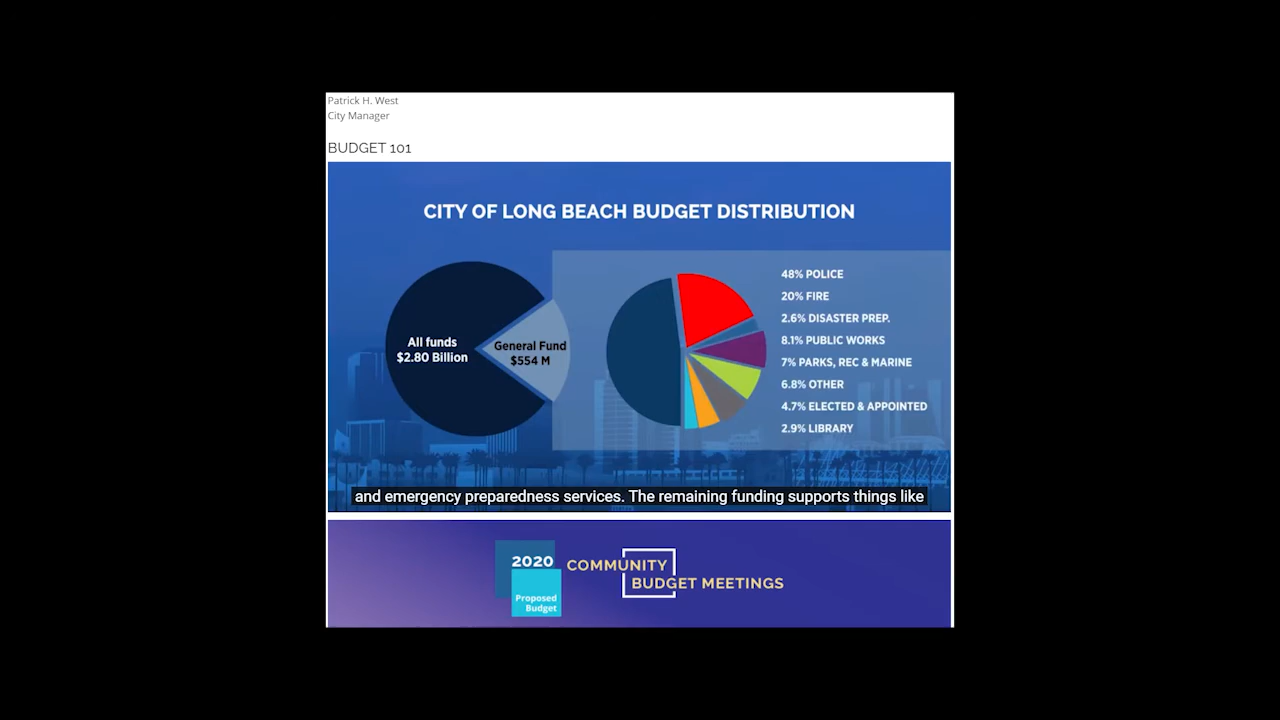 Patrick H. West
City Manager
BUDGET 101
CITY OF LONG BEACH BUDGET DISTRIBUTION
All funds
$2.80 Billion
General Fund
$554 M
48% POLICE
20% FIRE
2.6% DISASTER PREP.
8.1% PUBLIC WORKS
7% PARKS, REC & MARINE
6.8% OTHER
4.7% ELECTED & APPOINTED
2.9% LIBRARY
and emergency preparedness services. The remaining funding supports things like
2020
Proposed
Budget
COMMUNITY
BUDGET MEETINGS